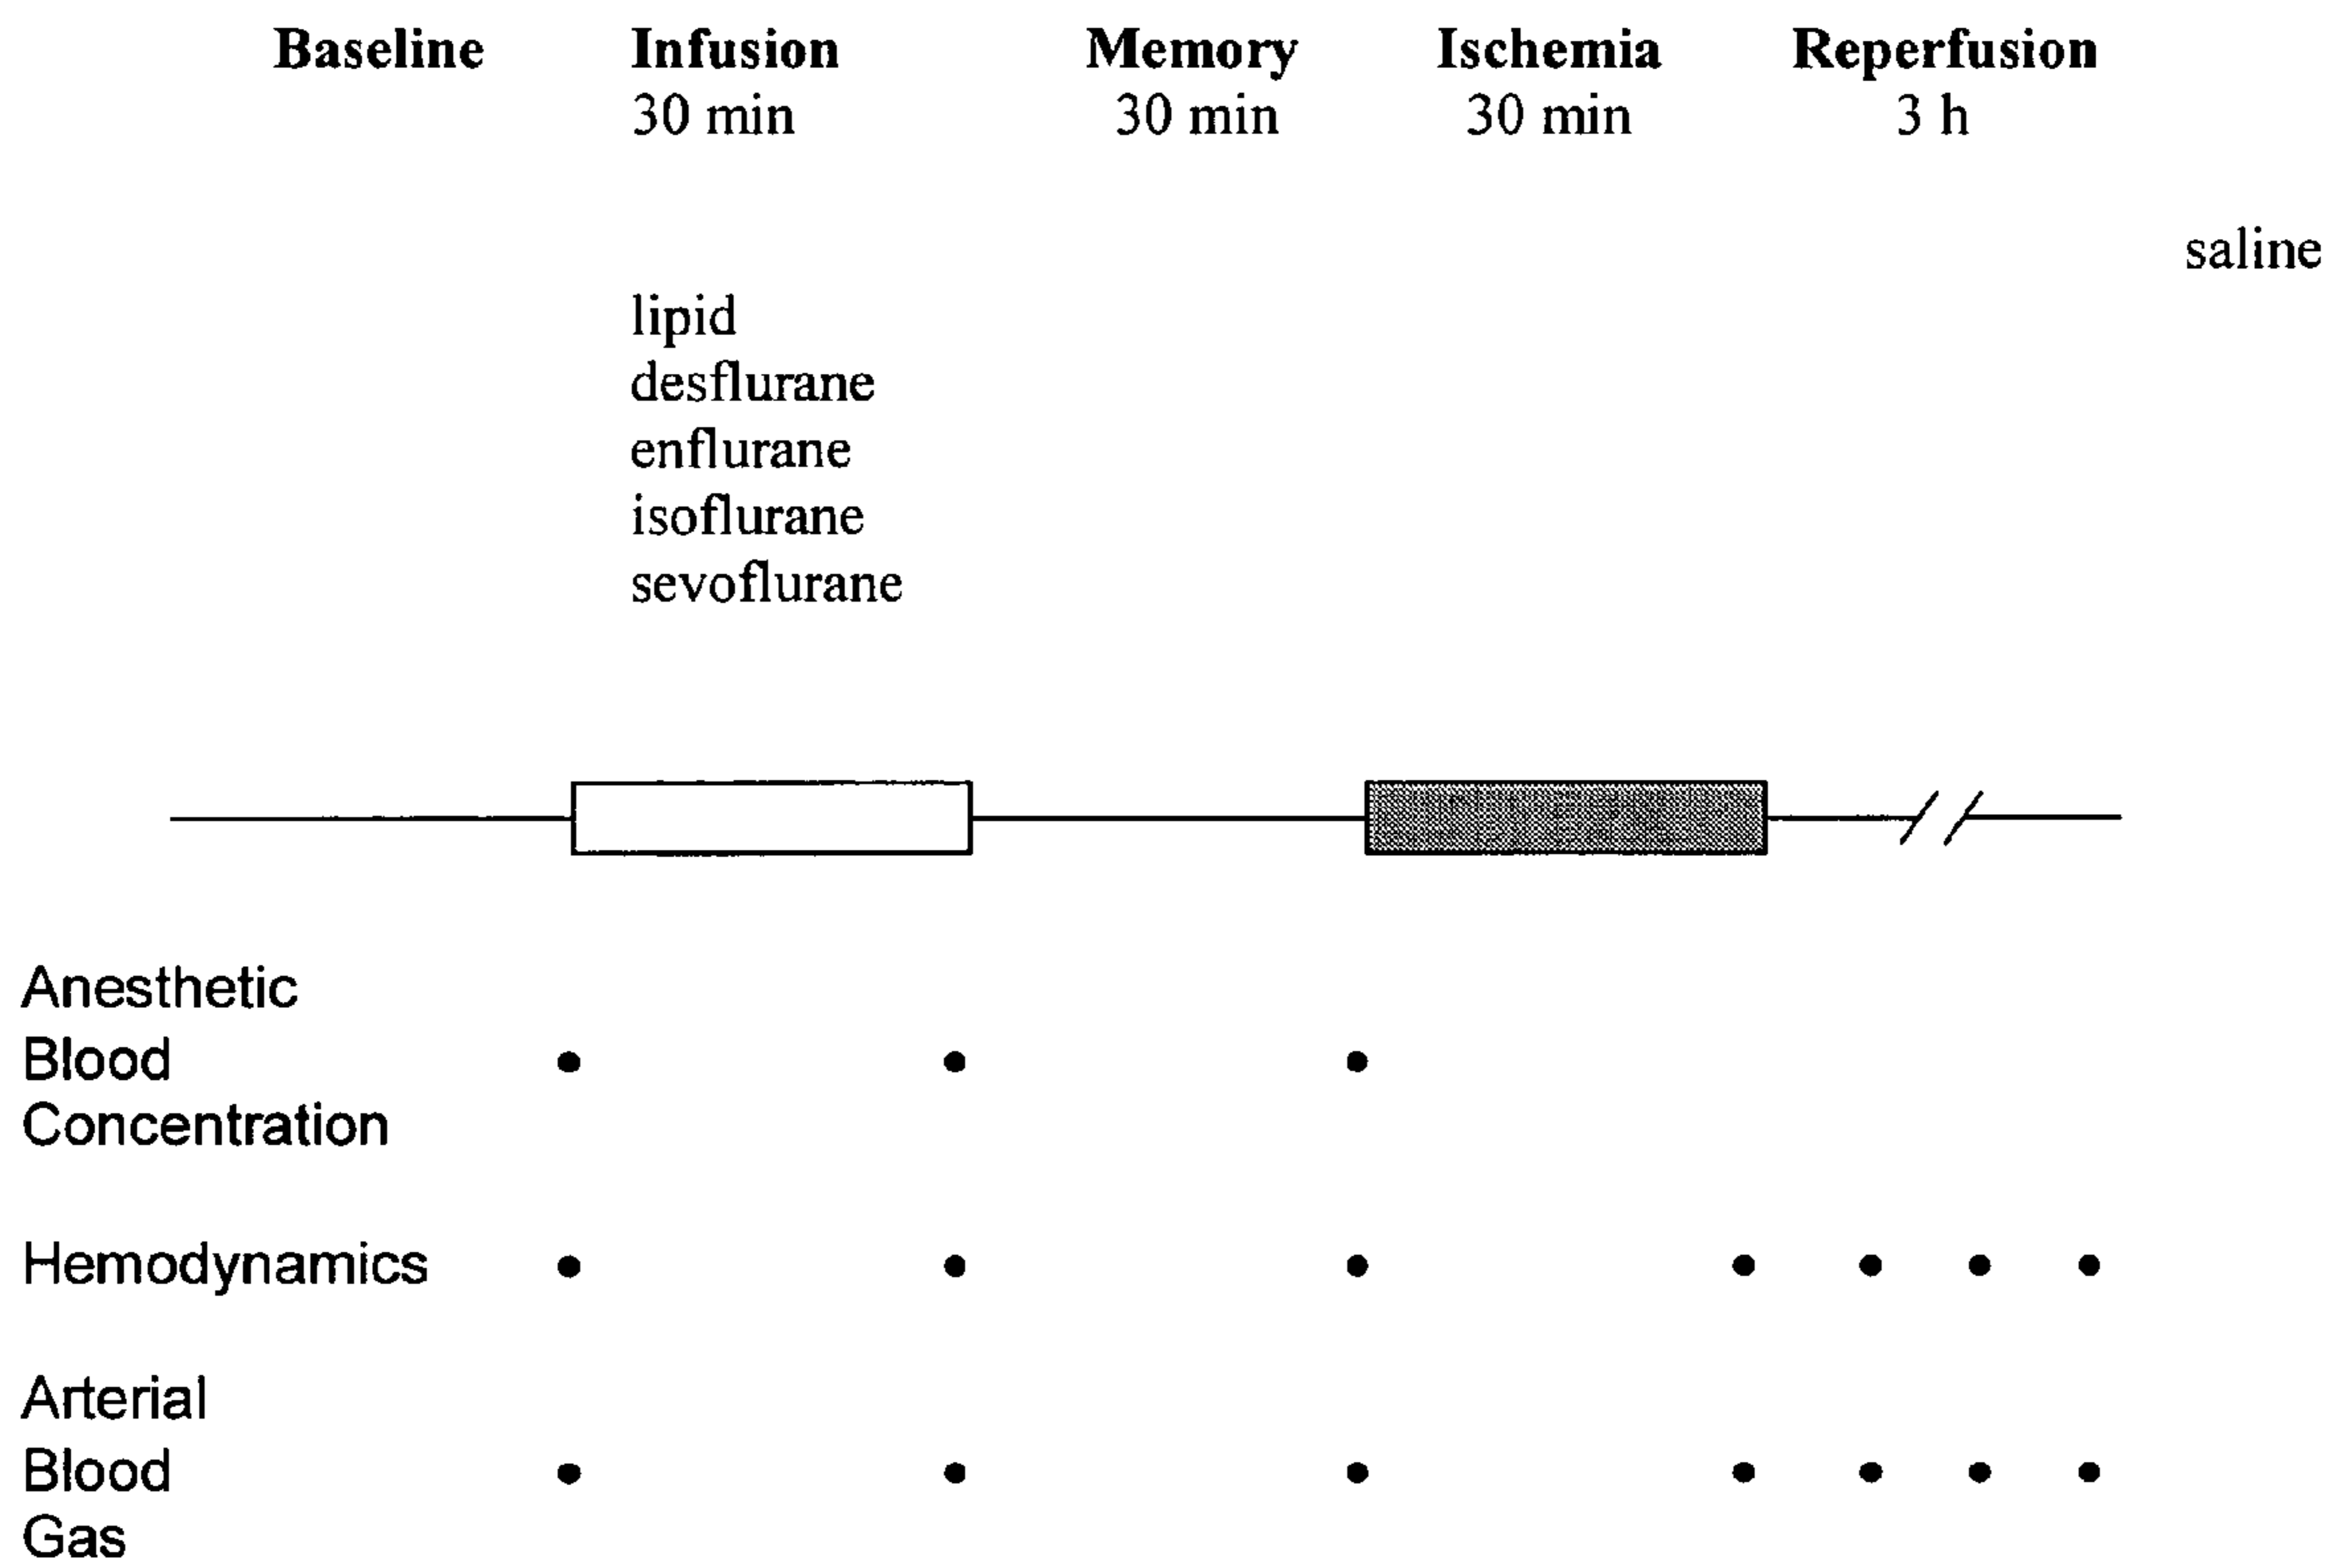 Baseline Infusion Memory Ischemia Reperfusion
30 min 30 min 30 min 3 h
saline
lipid
desflurane
enflurane
isoflurane
sevoflurane
Anesthetic
Blood
Concentration
Hemodynamics
Arterial
Blood
Gas